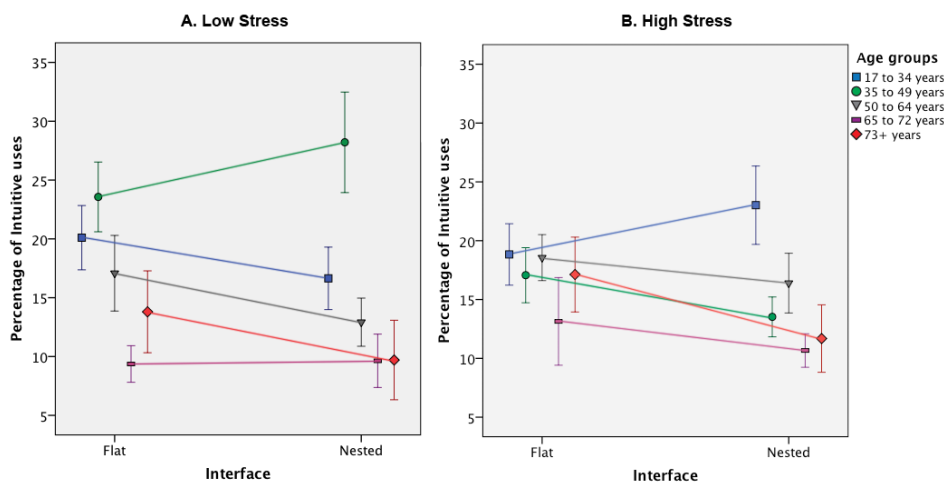 A. Low Stress
B. High Stress
Percentage of Intuitive uses
35
30
25
20
15
10
5
Flat
Nested
Interface
Percentage of Intuitive uses
35
30
25
20
15
10
5
Flat
Nested
Interface
Age groups
17 to 34 years
35 to 49 years
50 to 64 years
65 to 72 years
73+ years